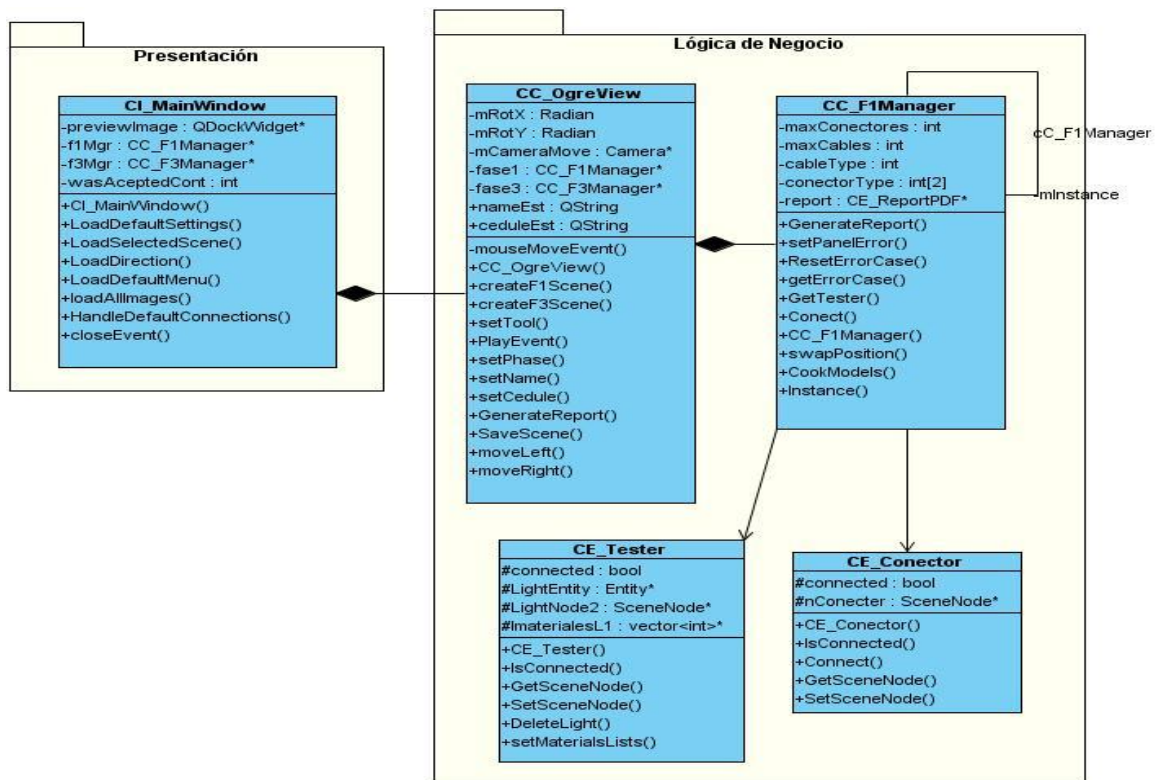 Presentación
CI_MainWindow
-previewImage : QDockWidget*
-f1Mgr : CC_F1Manager*
-f3Mgr : CC_F3Manager*
-wasAceptedCont : int
+CI_MainWindow()
+LoadDefaultSettings()
+LoadSelectedScene()
+LoadDirection()
+LoadDefaultMenu()
+loadAllImages()
+HandleDefaultConnections()
+closeEvent()
Lógica de Negocio
CC_OgreView
-mRotX : Radian
-mRotY : Radian
-mCameraMove : Camera*
-fase1 : CC_F1Manager*
-fase3 : CC_F3Manager*
+nameEst : QString
+ceduleEst : QString
-mouseMoveEvent()
+CC_OgreView()
+createF1Scene()
+createF3Scene()
+setTool()
+PlayEvent()
+setPhase()
+setName()
+setCedule()
+GenerateReport()
+SaveScene()
+moveLeft()
+moveRight()
CC_F1Manager
-maxConectores : int
-maxCables : int
-cableType : int
-conectorType : int[2]
-report : CE_ReportPDF*
+GenerateReport()
+setPanelError()
+ResetErrorCase()
+getErrorCase()
+GetTester()
+Conect()
+CC_F1Manager()
+swapPosition()
+CookModels()
+Instance()
cC_F1Manager
-mInstance
CE_Tester
#connected : bool
#LightEntity : Entity*
#LightNode2 : SceneNode*
#lmaterialesL1 : vector<int>*
+CE_Tester()
+IsConnected()
+GetSceneNode()
+SetSceneNode()
+DeleteLight()
+setMaterialsLists()
CE_Conector
#connected : bool
#nConecter : SceneNode*
+CE_Conector()
+IsConnected()
+Connect()
+GetSceneNode()
+SetSceneNode()